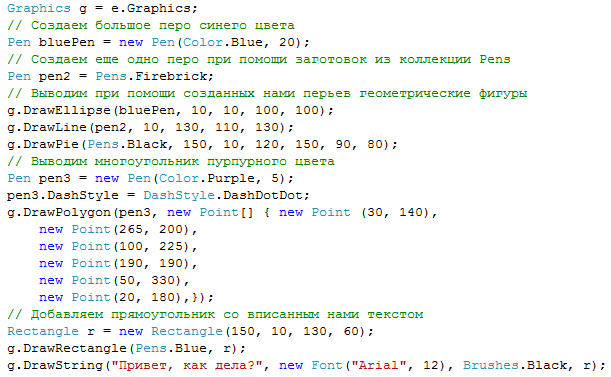 Graphics g = e.Graphics;
// Создаем большое перо синего цвета
Pen bluePen = new Pen(Color.Blue, 20);
// Создаем еще одно перо при помощи заготовок из коллекции Pens
Pen pen2 = Pens.Firebrick;
// Выводим при помощи созданных нами перьев геометрические фигуры
g.DrawEllipse(bluePen, 10, 10, 100, 100);
g.DrawLine(pen2, 10, 130, 110, 130);
g.DrawPie(Pens.Black, 150, 10, 120, 150, 90, 80);
// Выводим многоугольник пурпурного цвета
Pen pen3 = new Pen(Color.Purple, 5);
pen3.DashStyle = DashStyle.DashDotDot;
g.DrawPolygon(pen3, new Point[] { new Point (30, 140),
    new Point(265, 200),
    new Point(100, 225),
    new Point(190, 190),
    new Point(50, 330),
    new Point(20, 180),});
// Добавляем прямоугольник со вписанным нами текстом
Rectangle r = new Rectangle(150, 10, 130, 60);
g.DrawRectangle(Pens.Blue, r);
g.DrawString("Привет, как дела?", new Font("Arial", 12), Brushes.Black, r);